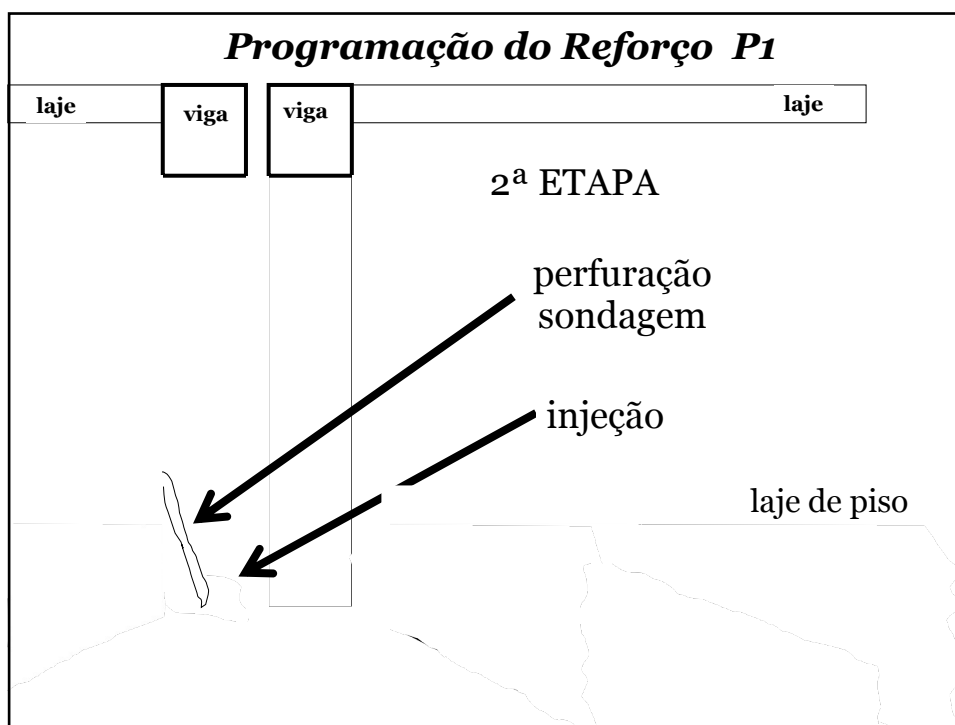 Programação do Reforço P1
laje
viga
viga
laje
2ª ETAPA
perfuração
sondagem
injeção
laje de piso